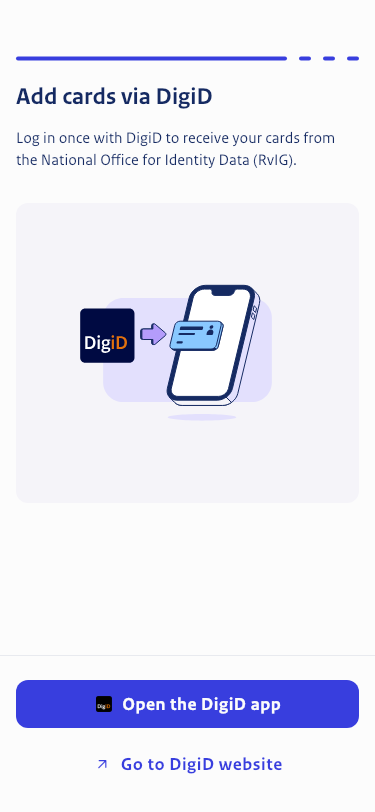 Add cards via DigiD
Log in once with DigiD to receive your cards from
the National Office for Identity Data (RvIG).
DigiD
DigiD Open the DigiD app
Go to DigiD website